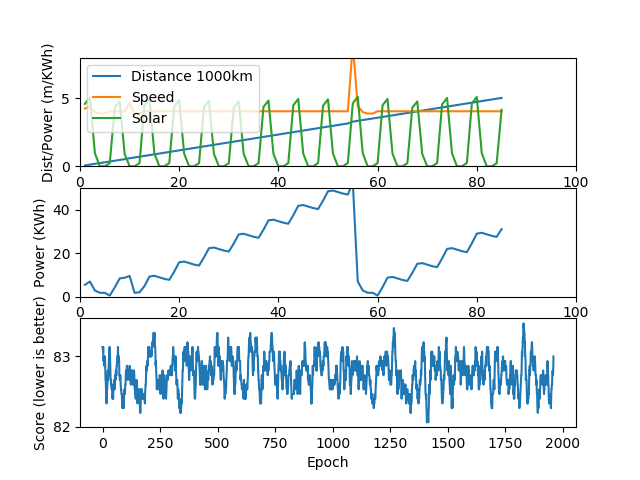 Dist/Power (m/KWh)
5
0
Distance 1000km
Speed
Solar
0 20 40 60 80 100
Power (KWh)
40
20
0
0 20 40 60 80 100
Score (lower is better)
83
82
0 250 500 750 1000 1250 1500 1750 2000
Epoch